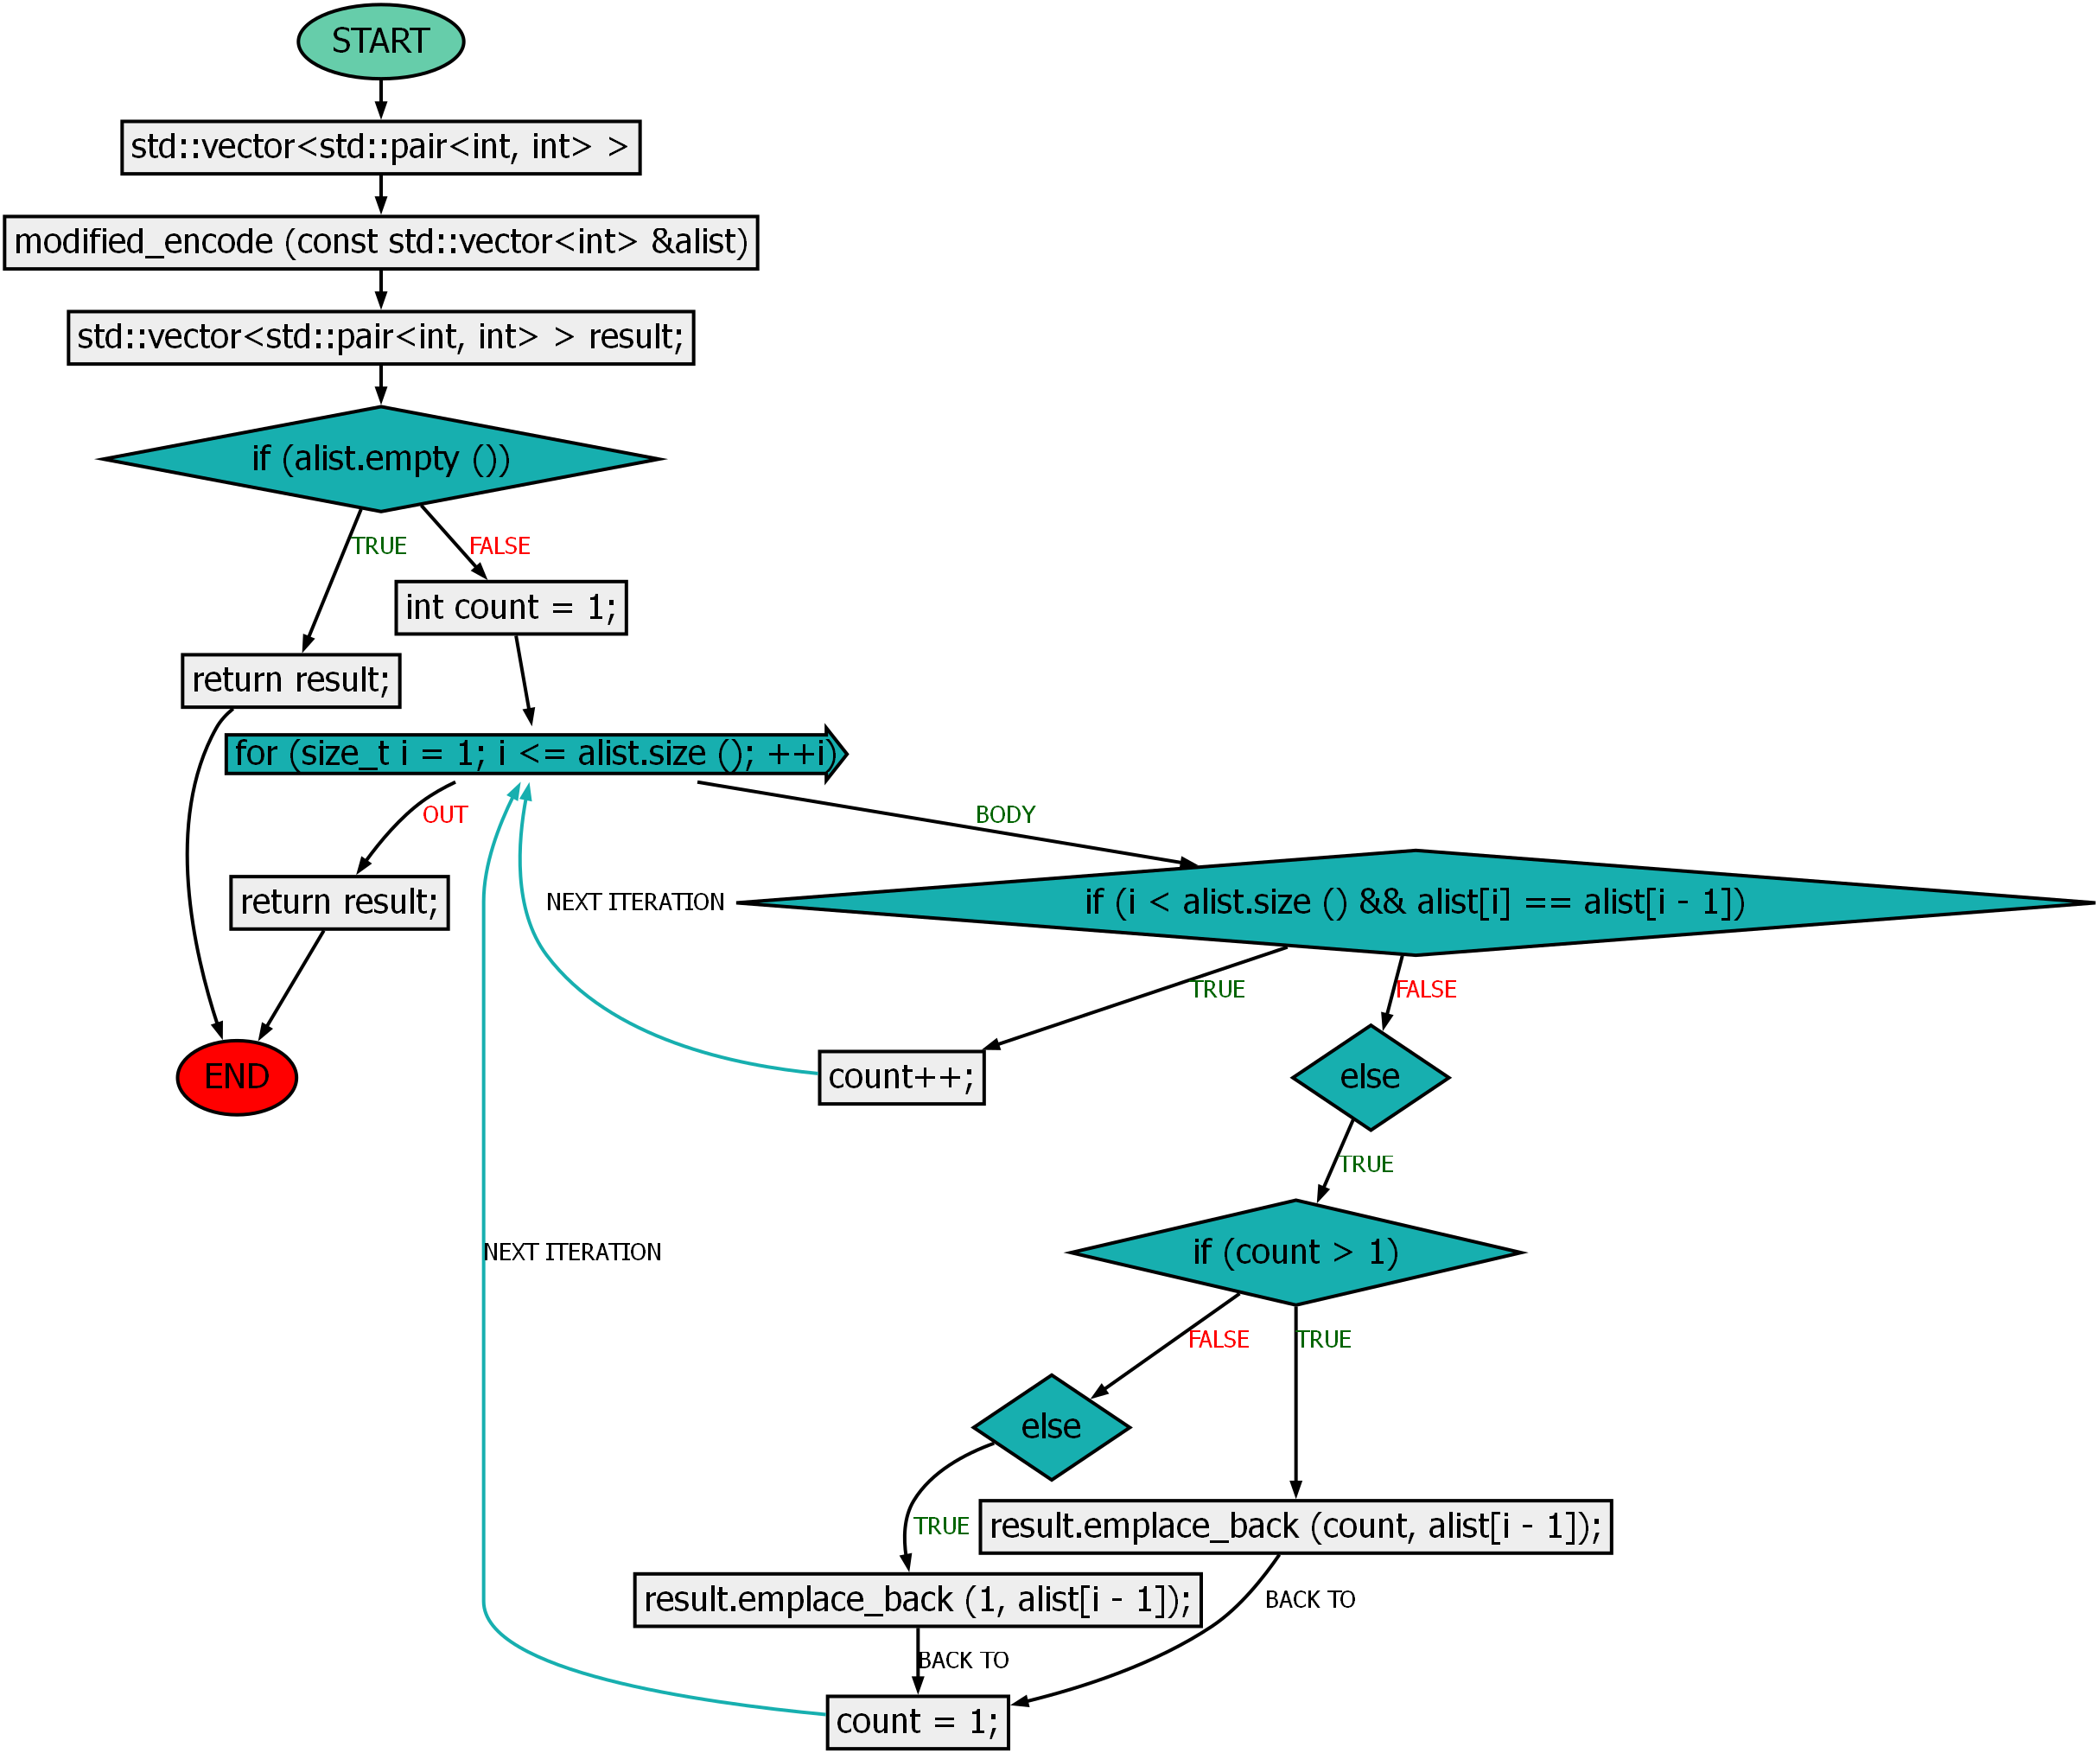 START
std::vector<std::pair<int, int> >
modified_encode (const std::vector<int> &alist)
std::vector<std::pair<int, int> > result;
if (alist.empty ())
TRUE
FALSE
int count = 1;
return result;
for (size_t i = 1; i <= alist.size (); ++i)
OUT
BODY
return result;
NEXT ITERATION
if (i < alist.size () && alist[i] == alist[i - 1])
TRUE
FALSE
END
count++;
else
TRUE
NEXT ITERATION
if (count > 1)
FALSE
TRUE
else
TRUE
result.emplace_back (count, alist[i - 1]);
result.emplace_back (1, alist[i - 1]);
BACK TO
BACK TO
count = 1;